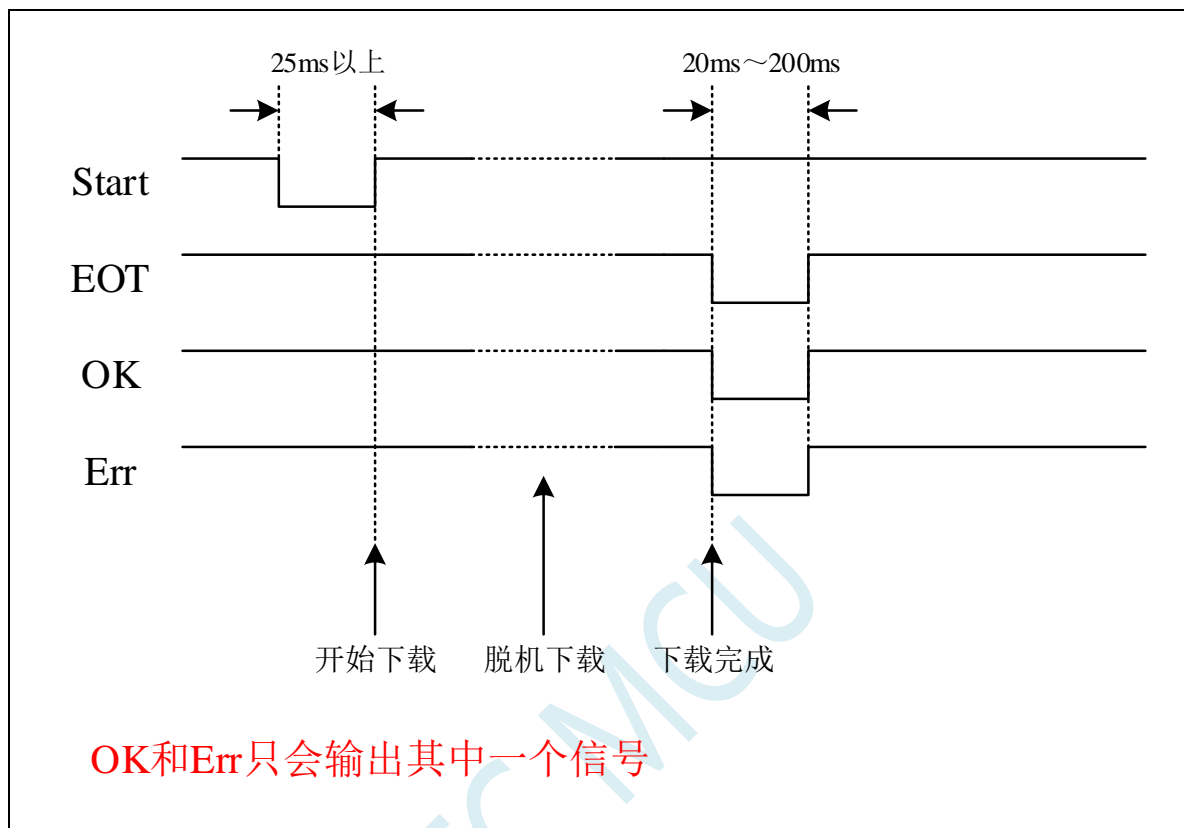 25ms以上
20ms～200ms
Start
EOT
OK
Err
开始下载
脱机下载
下载完成
OK和Err只会输出其中一个信号
MCU